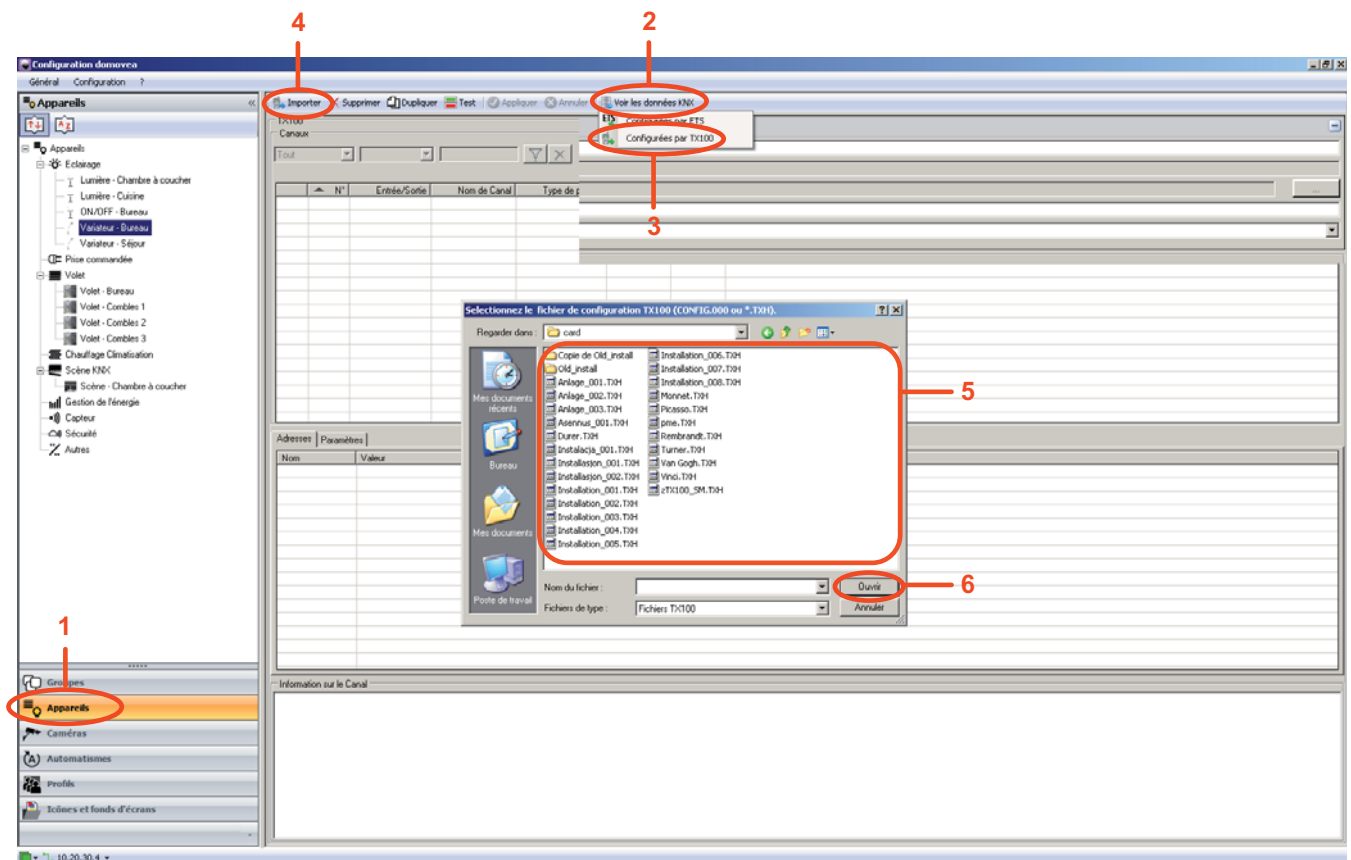 4
2
Configuration domovea
Général Configuration ?
Appareils «
Importer Supprimer Dupliquer Test Appliquer Annuler Voir les données KNX
ETS
Configurées par TX100
3
TX100
Canaux
Tout
N° Entrée/Sortie Nom de Canal Type de
...
Appareils
Eclairage
Lumière - Chambre à coucher
Lumière - Cuisine
ON/OFF - Bureau
Variateur - Bureau
Variateur - Séjour
Prise commandée
Volet
Volet - Bureau
Volet - Combles 1
Volet - Combles 2
Volet - Combles 3
Chauffage Climatisation
Scène KNX
Scène - Chambre à coucher
Gestion de l'énergie
Capteur
Sécurité
Autres
Selectionnez le fichier de configuration TX100 (CONFIG.000 ou *.TXH).
Regarder dans : card
Mes documents récents
Bureau
Mes documents
Poste de travail
Copie de Old_install
Old_install
Anlage_001.TXH
Anlage_002.TXH
Anlage_003.TXH
Asennus_001.TXH
Durer.TXH
Instalacja_001.TXH
Installasjon_001.TXH
Installasjon_002.TXH
Installation_001.TXH
Installation_002.TXH
Installation_003.TXH
Installation_004.TXH
Installation_005.TXH
Installation_006.TXH
Installation_007.TXH
Installation_008.TXH
Monnet.TXH
Picasso.TXH
pme.TXH
Rembrandt.TXH
Turner.TXH
Van Gogh.TXH
Vinci.TXH
zTX100_SM.TXH
5
Nom du fichier : Ouvrir
6
Fichiers de type : Fichiers TX100 Annuler
Adresses Paramètres
Nom Valeur
Information sur le Canal
1
Groupes
Appareils
Caméras
Automatismes
Profils
Icônes et fonds d'écrans
10.20.30.4